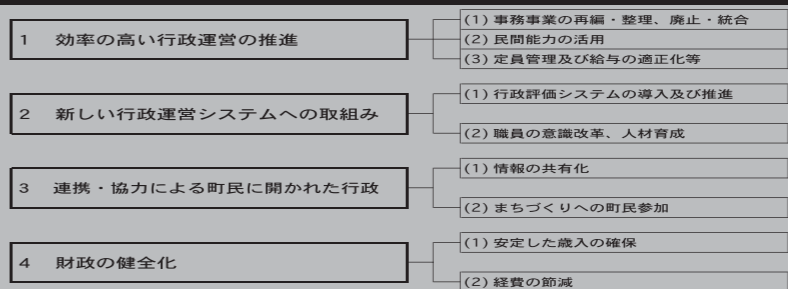 1 効率の高い行政運営の推進
(1) 事務事業の再編・整理、廃止・統合
(2) 民間能力の活用
(3) 定員管理及び給与の適正化等
2 新しい行政運営システムへの取組み
(1) 行政評価システムの導入及び推進
(2) 職員の意識改革、人材育成
3 連携・協力による町民に開かれた行政
(1) 情報の共有化
(2) まちづくりへの町民参加
4 財政の健全化
(1) 安定した歳入の確保
(2) 経費の節減